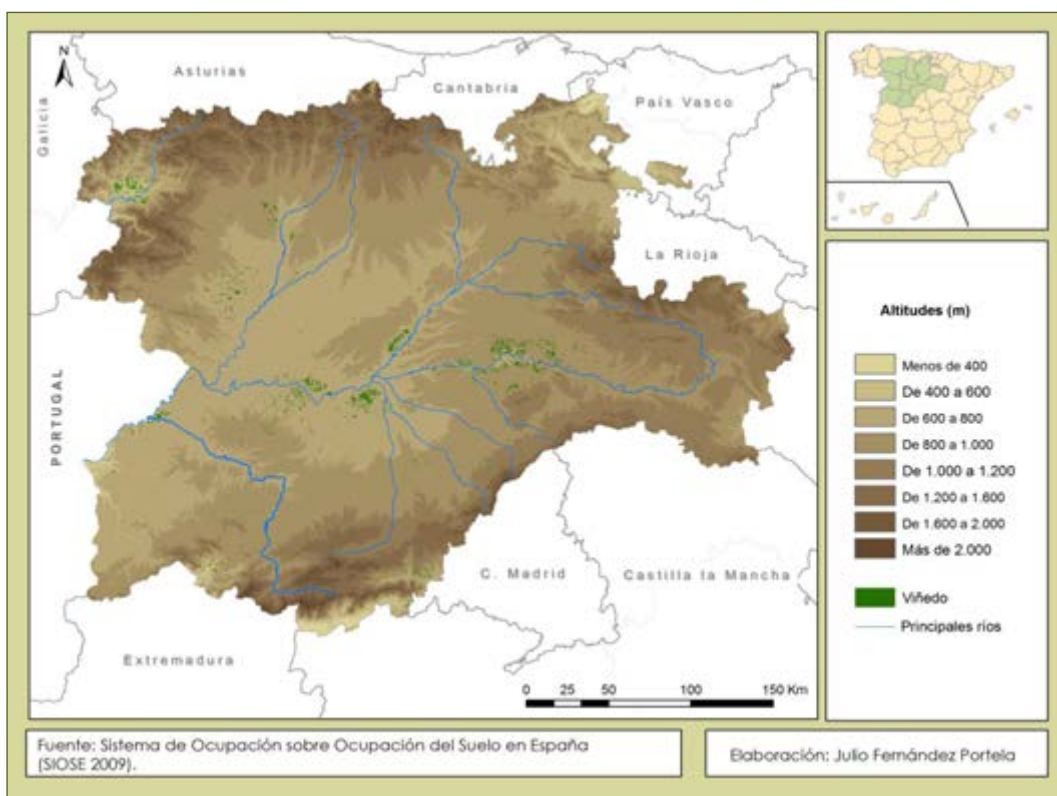 N
Asturias
Cantabria
País Vasco
Galicia
La Rioja
PORTUGAL
C. Madrid
Castilla la Mancha
Extremadura
0 25 50 100 150 Km
Altitudes (m)
Menos de 400
De 400 a 600
De 600 a 800
De 800 a 1.000
De 1.000 a 1.200
De 1.200 a 1.600
De 1.600 a 2.000
Más de 2.000
Viñedo
Principales ríos
Fuente: Sistema de Ocupación sobre Ocupación del Suelo en España
(SIOSE 2009).
Elaboración: Julio Fernández Portela